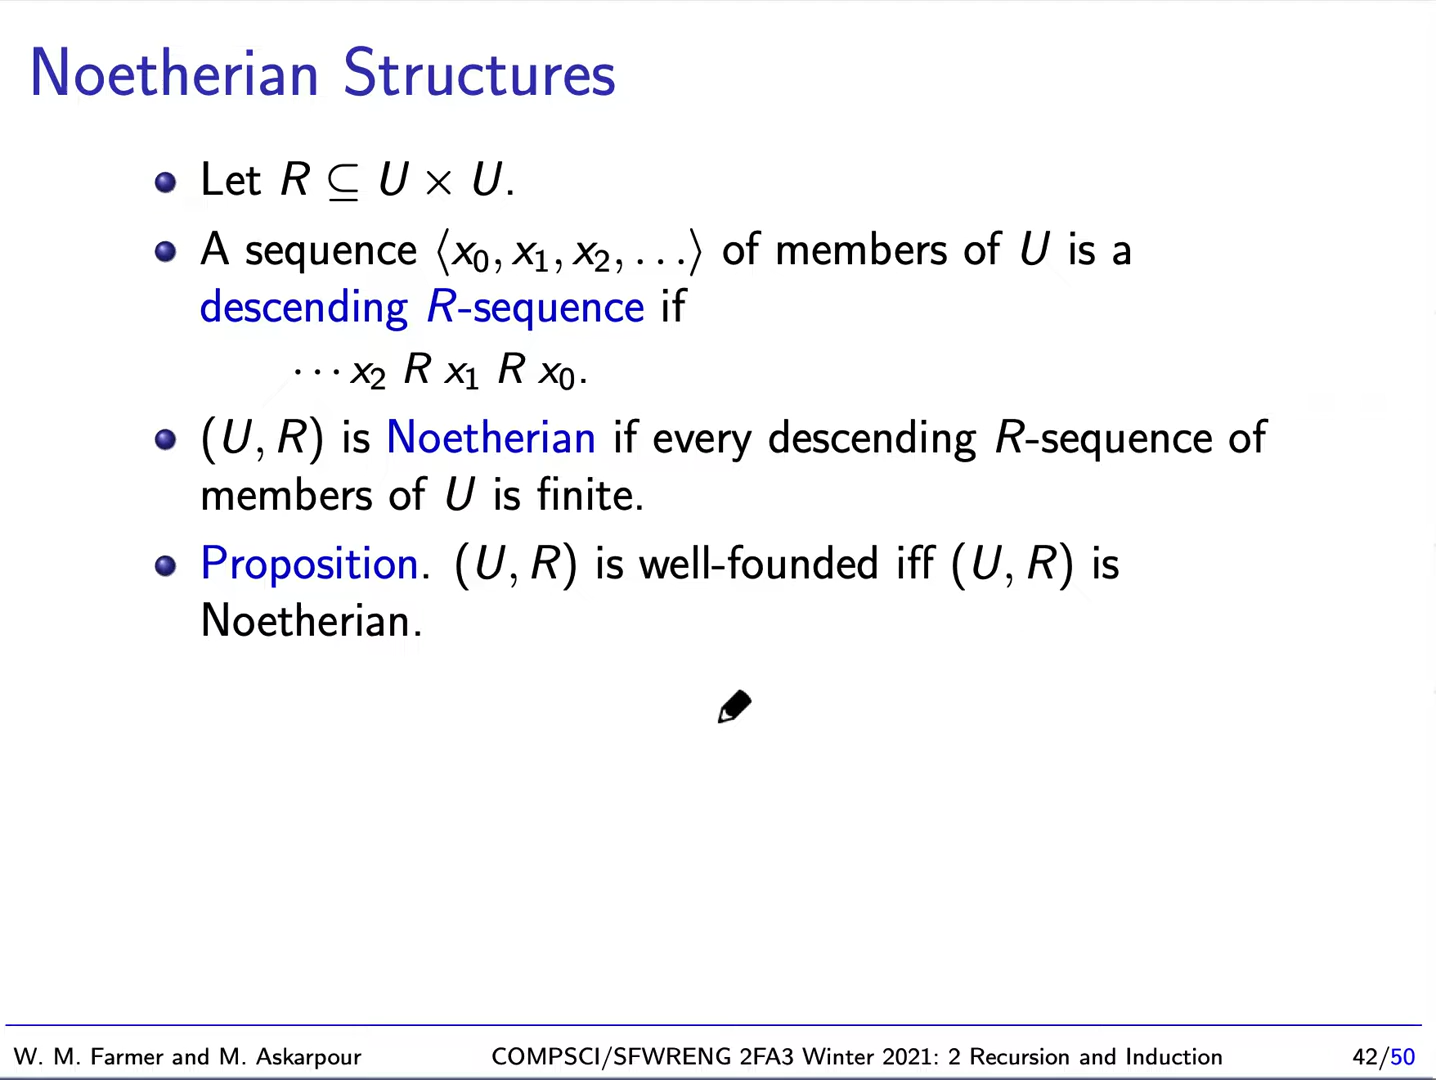 Noetherian Structures
Let R ⊆ U × U.
A sequence ⟨x₀, x₁, x₂, . . .⟩ of members of U is a
descending R-sequence if
· · · x₂ R x₁ R x₀.
(U, R) is Noetherian if every descending R-sequence of
members of U is finite.
Proposition. (U, R) is well-founded iff (U, R) is
Noetherian.
W. M. Farmer and M. Askarpour COMPSCI/SFWRENG 2FA3 Winter 2021: 2 Recursion and Induction 42/50